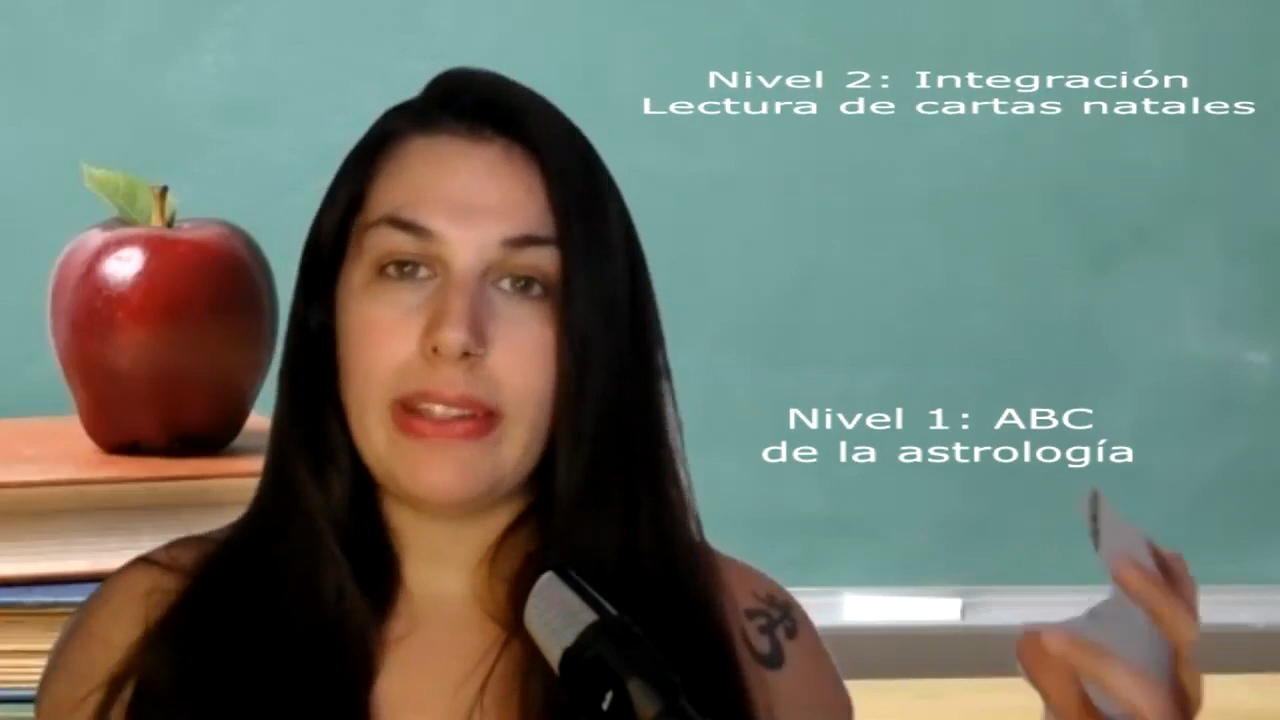 Nivel 2: Integración
Lectura de cartas natales
Nivel 1: ABC
de la astrología